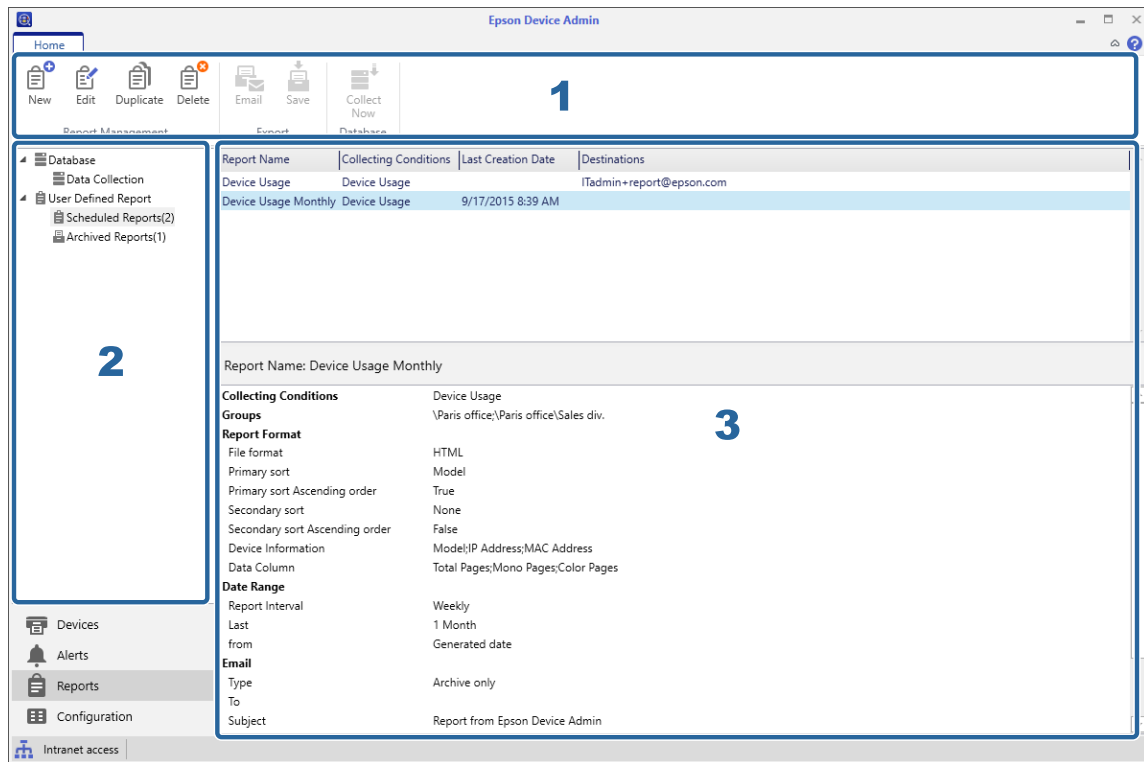 Epson Device Admin
Home
New Edit Duplicate Delete Email Save Collect Now
Report Management Export Database
1
Database
Data Collection
User Defined Report
Scheduled Reports(2)
Archived Reports(1)
2
Devices
Alerts
Reports
Configuration
Report Name Collecting Conditions Last Creation Date Destinations
Device Usage Device Usage ITadmin+report@epson.com
Device Usage Monthly Device Usage 9/17/2015 8:39 AM
Report Name: Device Usage Monthly
3
Collecting Conditions Device Usage
Groups \Paris office;\Paris office\Sales div.
Report Format
File format HTML
Primary sort Model
Primary sort Ascending order True
Secondary sort None
Secondary sort Ascending order False
Device Information Model;IP Address;MAC Address
Data Column Total Pages;Mono Pages;Color Pages
Date Range
Report Interval Weekly
Last 1 Month
from Generated date
Email
Type Archive only
To
Subject Report from Epson Device Admin
Intranet access